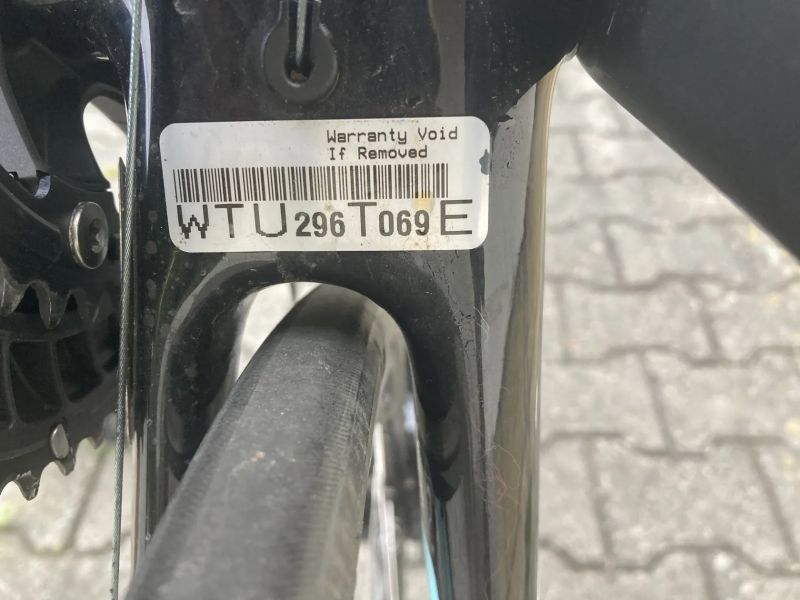 Warranty Void
If Removed
WTU296T069E